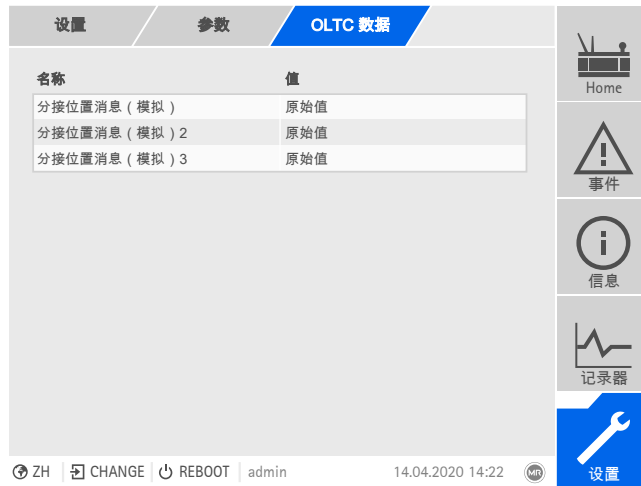 设置 参数 OLTC 数据
名称 值
分接位置消息（模拟） 原始值
分接位置消息（模拟）2 原始值
分接位置消息（模拟）3 原始值
Home
事件
信息
记录器
设置
ZH CHANGE REBOOT admin 14.04.2020 14:22 MR